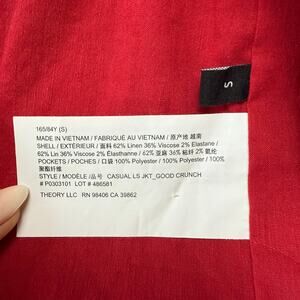 S
165/84Y (S)
MADE IN VIETNAM / FABRIQUÉ AU VIETNAM / 原产地 越南
SHELL / EXTÉRIEUR / 面料 62% Linen 36% Viscose 2% Elastane /
62% Lin 36% Viscose 2% Élasthanne / 62% 亚麻 36% 粘纤 2% 氨纶
POCKETS / POCHES / 口袋 100% Polyester / 100% Polyester / 100%
聚酯纤维
STYLE / MODÈLE /品号 CASUAL LS JKT_GOOD CRUNCH
# P0303101 LOT # 486581
THEORY LLC RN 98406 CA 39862